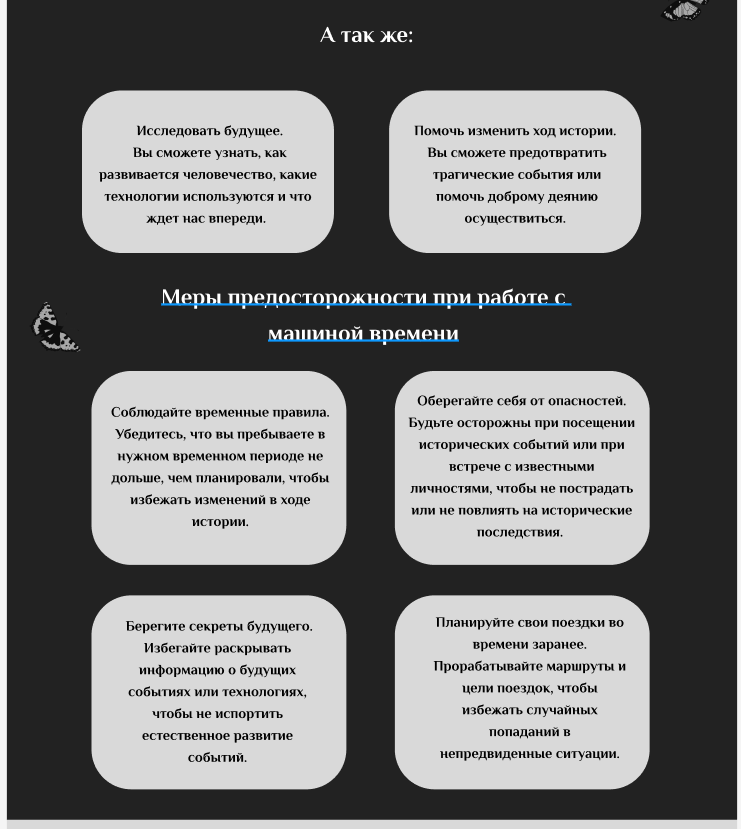 А так же:
Исследовать будущее.
Вы сможете узнать, как
развивается человечество, какие
технологии используются и что
ждет нас впереди.
Помочь изменить ход истории.
Вы сможете предотвратить
трагические события или
помочь доброму деянию
осуществиться.
Меры предосторожности при работе с
машиной времени
Соблюдайте временные правила.
Убедитесь, что вы пребываете в
нужном временном периоде не
дольше, чем планировали, чтобы
избежать изменений в ходе
истории.
Оберегайте себя от опасностей.
Будьте осторожны при посещении
исторических событий или при
встрече с известными
личностями, чтобы не пострадать
или не повлиять на исторические
последствия.
Берегите секреты будущего.
Избегайте раскрывать
информацию о будущих
событиях или технологиях,
чтобы не испортить
естественное развитие
событий.
Планируйте свои поездки во
времени заранее.
Прорабатывайте маршруты и
цели поездок, чтобы
избежать случайных
попаданий в
непредвиденные ситуации.